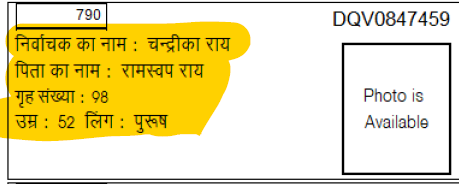 790
DQV0847459
निर्वाचक का नाम : चन्द्रीका राय
पिता का नाम : रामस्वप राय
गृह संख्या : 98
उम्र : 52 लिंग : पुरूष
Photo is
Available